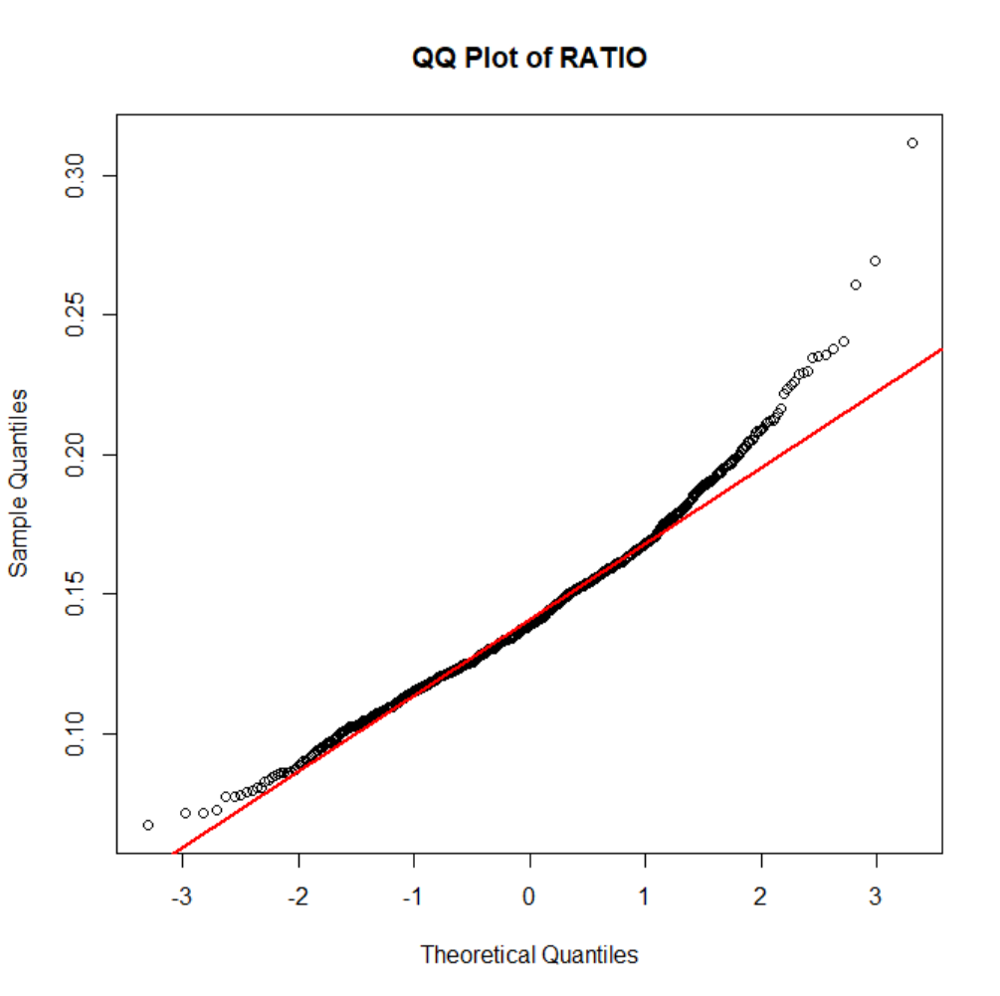 QQ Plot of RATIO
Sample Quantiles
0.30
0.25
0.20
0.15
0.10
-3 -2 -1 0 1 2 3
Theoretical Quantiles